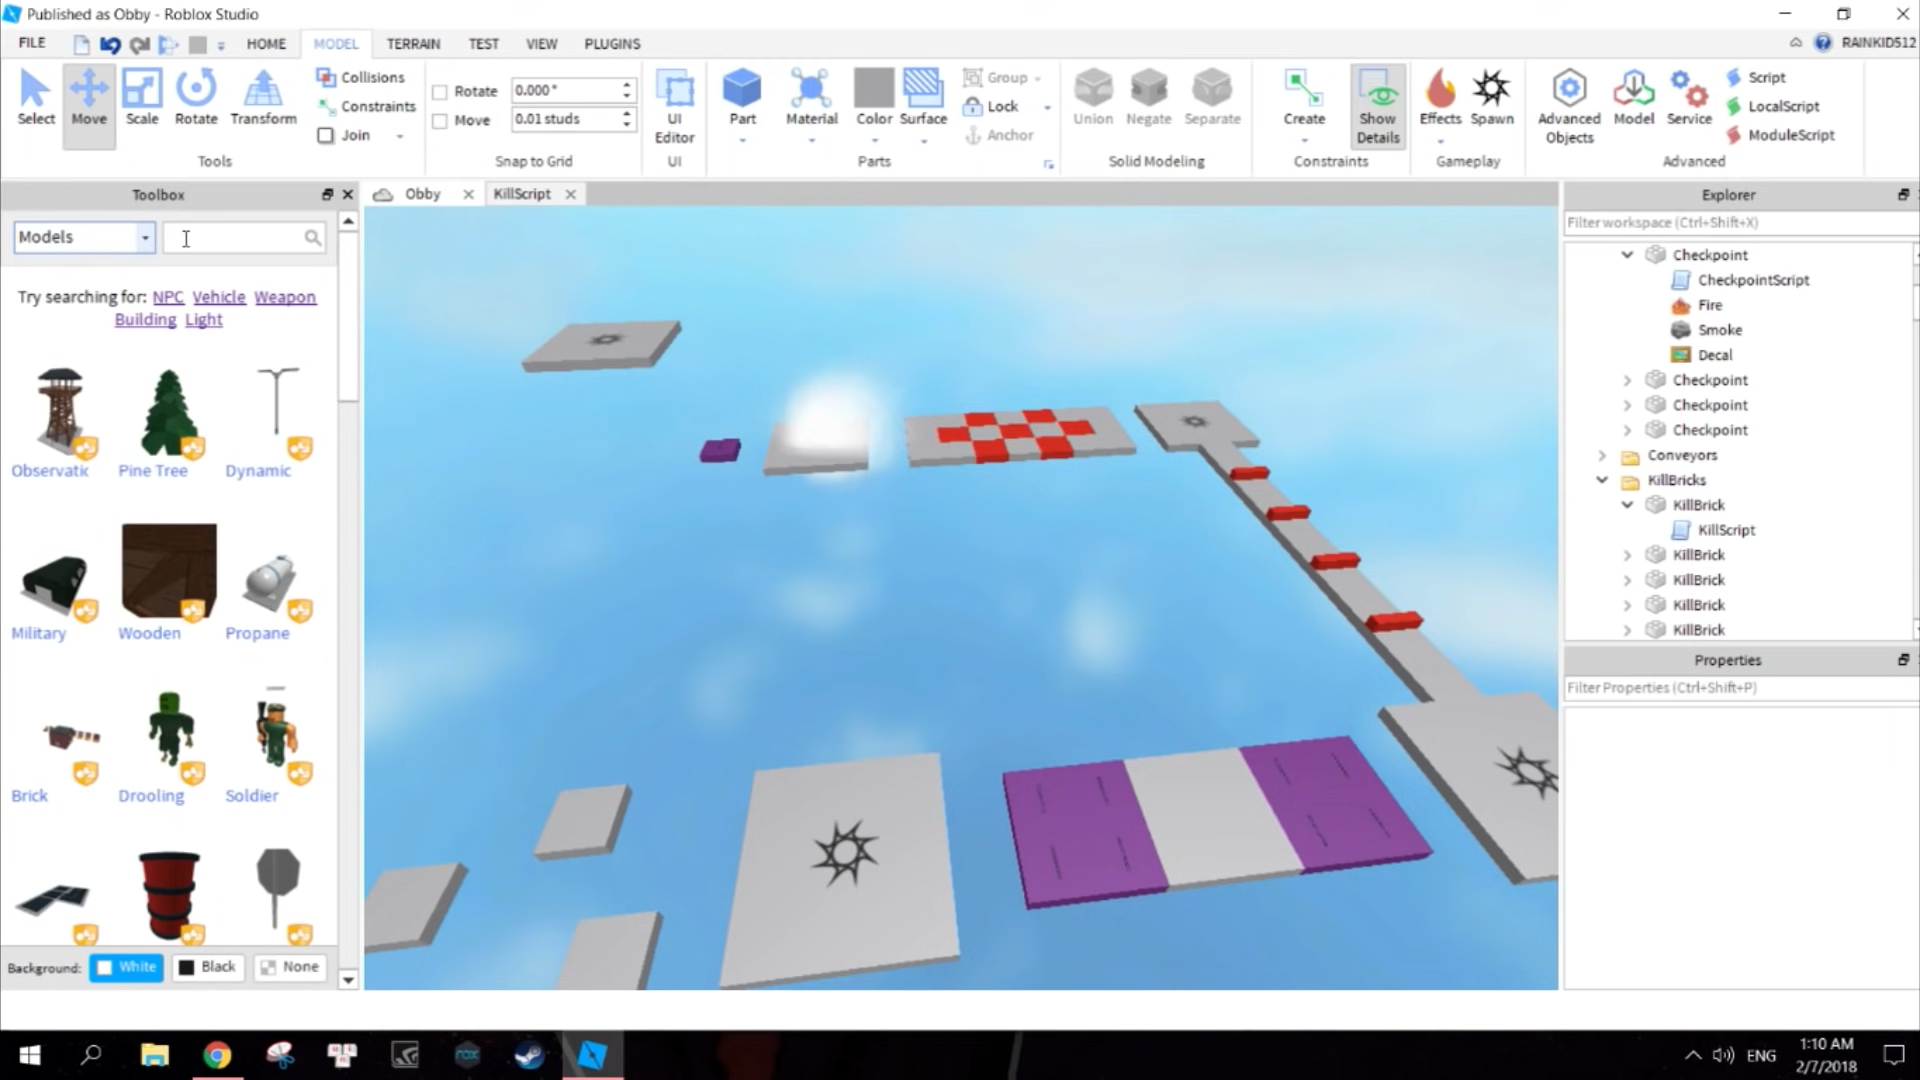 Published as Obby - Roblox Studio
FILE
HOME
MODEL
TERRAIN
TEST
VIEW
PLUGINS
RAINKID512
Select
Move
Scale
Rotate
Transform
Collisions
Constraints
Join
Tools
Rotate
0.000°
Move
0.01 studs
Snap to Grid
UI
Editor
UI
Part
Material
Color
Surface
Group
Lock
Anchor
Parts
Union
Negate
Separate
Solid Modeling
Create
Show
Details
Constraints
Effects
Spawn
Gameplay
Advanced
Objects
Model
Service
Script
LocalScript
ModuleScript
Advanced
Toolbox
Obby
KillScript
Explorer
Models
Filter workspace (Ctrl+Shift+X)
Try searching for: NPC Vehicle Weapon
Building Light
Observatic
Pine Tree
Dynamic
Military
Wooden
Propane
Brick
Drooling
Soldier
Background:
White
Black
None
Checkpoint
CheckpointScript
Fire
Smoke
Decal
Checkpoint
Checkpoint
Checkpoint
Conveyors
KillBricks
KillBrick
KillScript
KillBrick
KillBrick
KillBrick
KillBrick
Properties
Filter Properties (Ctrl+Shift+P)
ENG
1:10 AM
2/7/2018